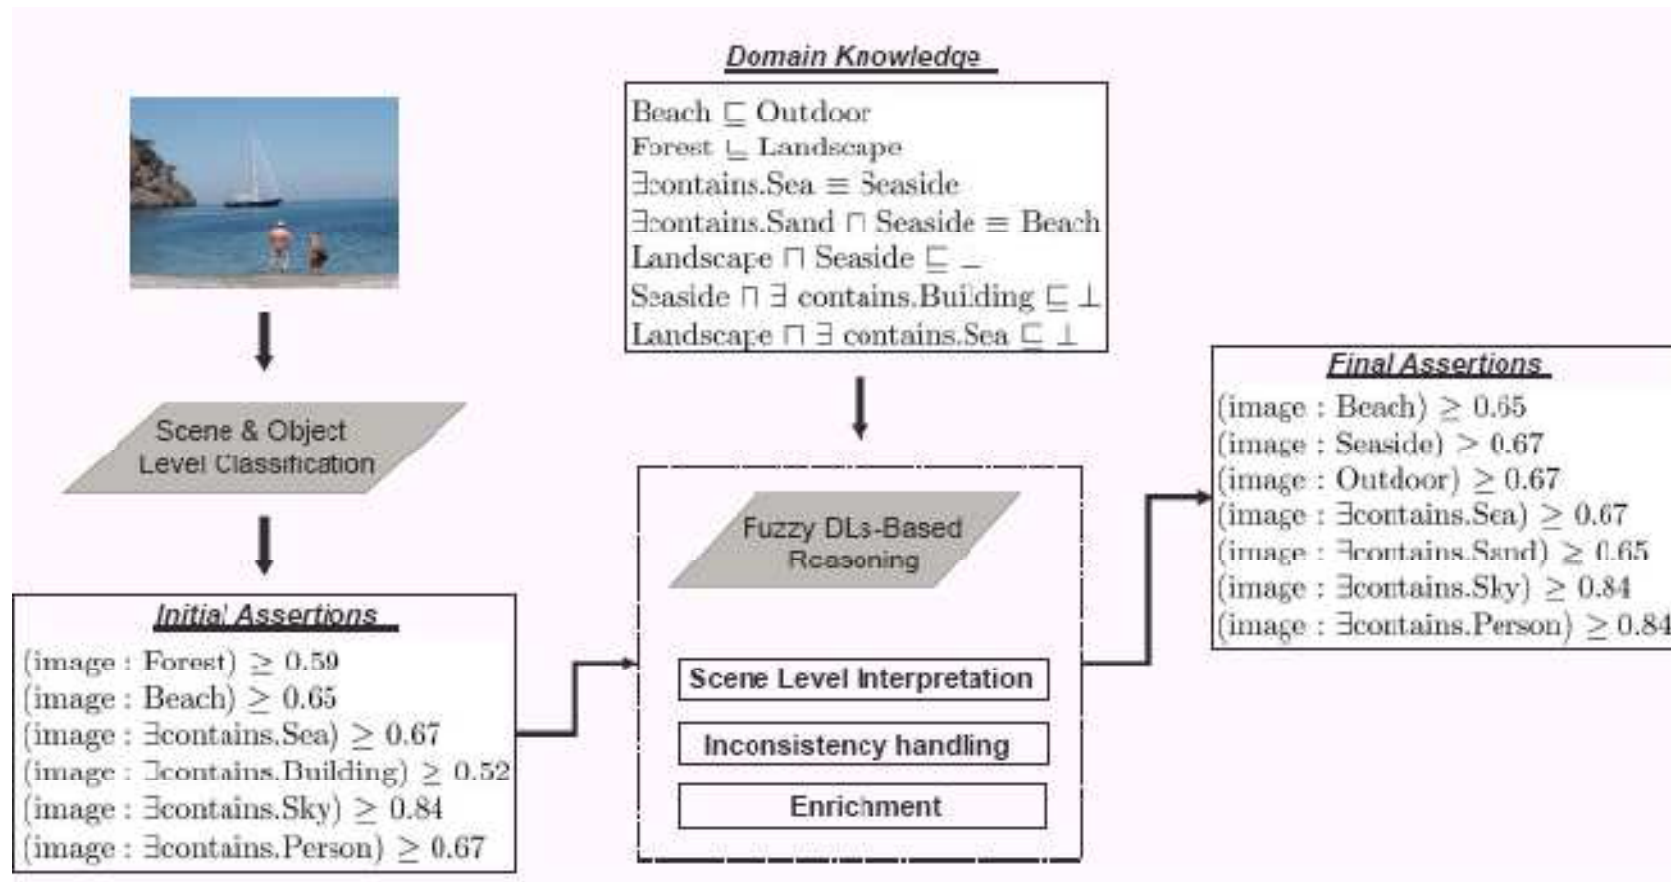 Domain Knowledge
Beach ⊑ Outdoor
Forest ⊑ Landscape
∃contains.Sea ≡ Seaside
∃contains.Sand ⊓ Seaside ≡ Beach
Landscape ⊓ Seaside ⊑ ⊥
Seaside ⊓ ∃ contains.Building ⊑ ⊥
Landscape ⊓ ∃ contains.Sea ⊑ ⊥
Scene & Object
Level Classification
Initial Assertions
(image : Forest) ≥ 0.59
(image : Beach) ≥ 0.65
(image : ∃contains.Sea) ≥ 0.67
(image : ∃contains.Building) ≥ 0.52
(image : ∃contains.Sky) ≥ 0.84
(image : ∃contains.Person) ≥ 0.67
Fuzzy DLs-Based
Reasoning
Scene Level Interpretation
Inconsistency handling
Enrichment
Final Assertions
(image : Beach) ≥ 0.65
(image : Seaside) ≥ 0.67
(image : Outdoor) ≥ 0.67
(image : ∃contains.Sea) ≥ 0.67
(image : ∃contains.Sand) ≥ 0.65
(image : ∃contains.Sky) ≥ 0.84
(image : ∃contains.Person) ≥ 0.84